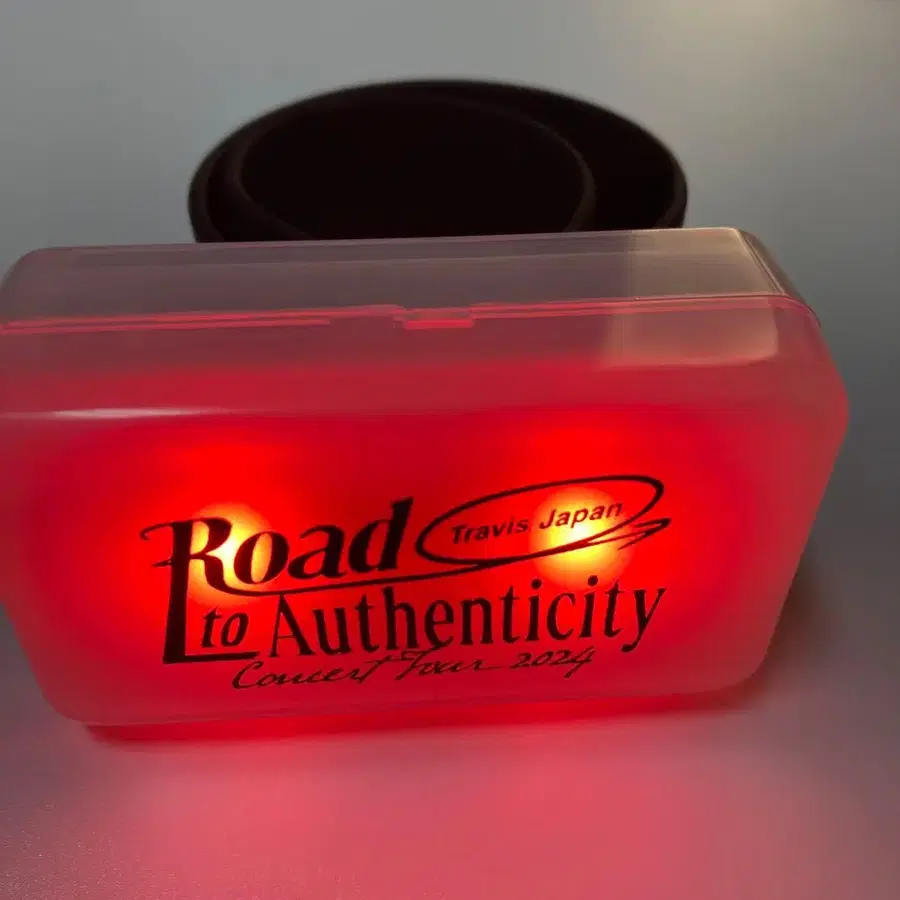 Road Travis Japan
to Authenticity
Concert Tour 2024